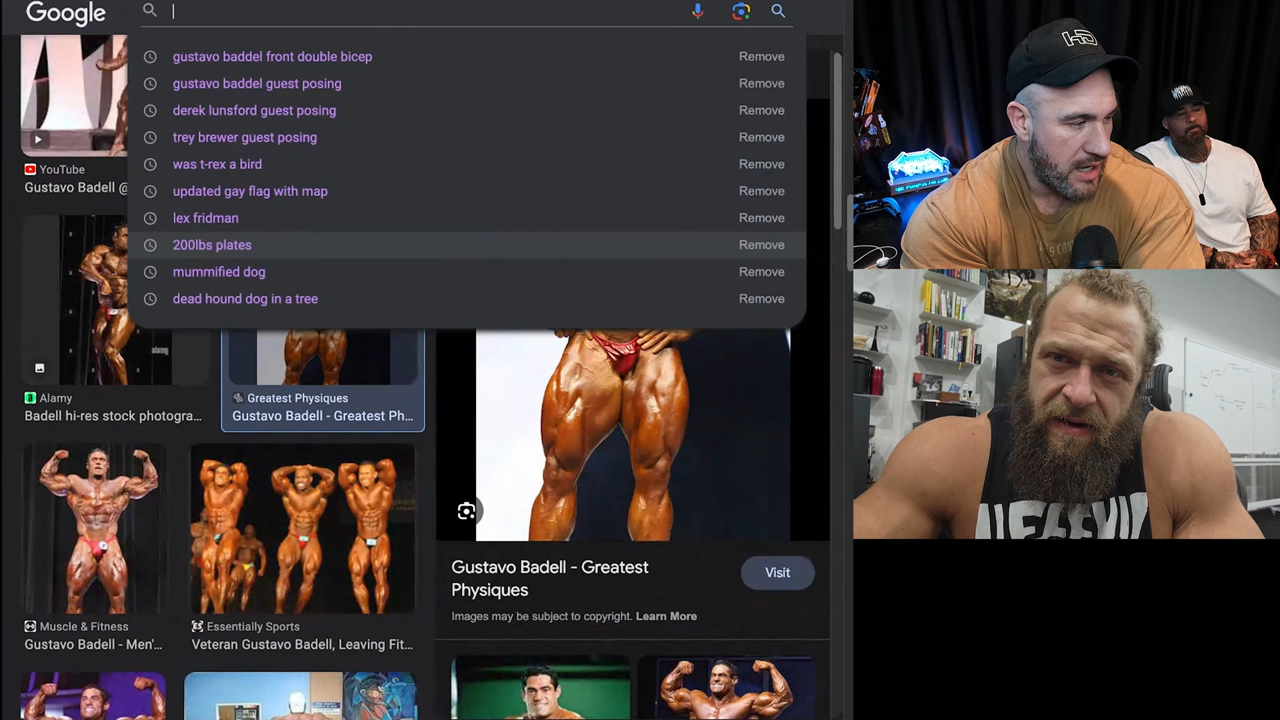 Google
gustavo baddel front double bicep
Remove
gustavo baddel guest posing
Remove
derek lunsford guest posing
Remove
trey brewer guest posing
Remove
was t-rex a bird
Remove
updated gay flag with map
Remove
lex fridman
Remove
200lbs plates
Remove
mummified dog
Remove
dead hound dog in a tree
Remove
YouTube
Gustavo Badell @
alamy
Alamy
Badell hi-res stock photogra...
Greatest Physiques
Gustavo Badell - Greatest Ph...
Muscle & Fitness
Gustavo Badell - Men'...
Essentially Sports
Veteran Gustavo Badell, Leaving Fit...
Gustavo Badell - Greatest
Physiques
Visit
Images may be subject to copyright. Learn More
HD